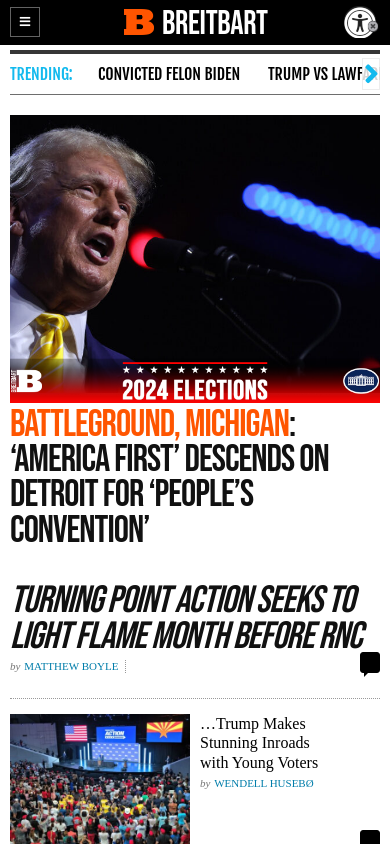 B BREITBART
TRENDING: CONVICTED FELON BIDEN TRUMP VS LAWF
BREITBART B
★ ★ ★ ★ ★ ★ ★ ★ ★ ★ ★
2024 ELECTIONS
BATTLEGROUND, MICHIGAN:
‘AMERICA FIRST’ DESCENDS ON
DETROIT FOR ‘PEOPLE’S
CONVENTION’
TURNING POINT ACTION SEEKS TO
LIGHT FLAME MONTH BEFORE RNC
by MATTHEW BOYLE
ACTION
…Trump Makes
Stunning Inroads
with Young Voters
by WENDELL HUSEBØ